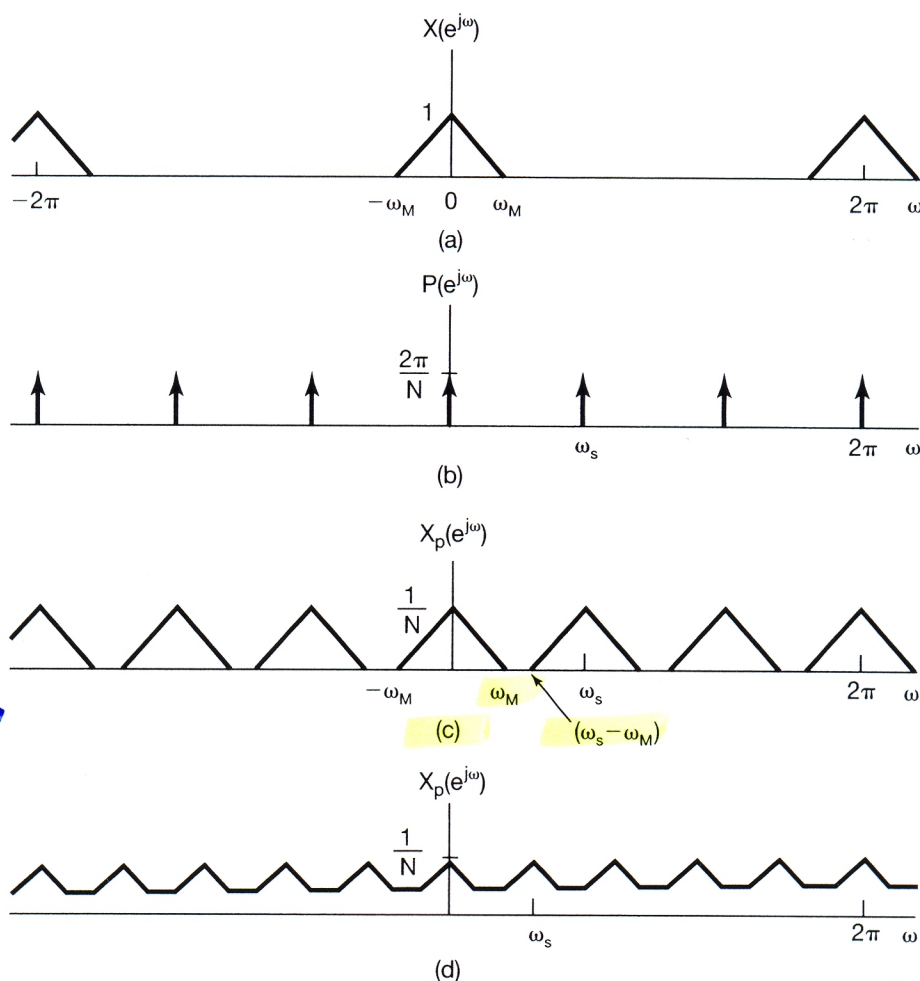 X(e^jω)
1
−2π −ω_M 0 ω_M 2π ω
(a)
P(e^jω)
2π
N
ω_s 2π ω
(b)
X_p(e^jω)
1
N
−ω_M ω_M ω_s 2π ω
(c) (ω_s−ω_M)
X_p(e^jω)
1
N
ω_s 2π ω
(d)